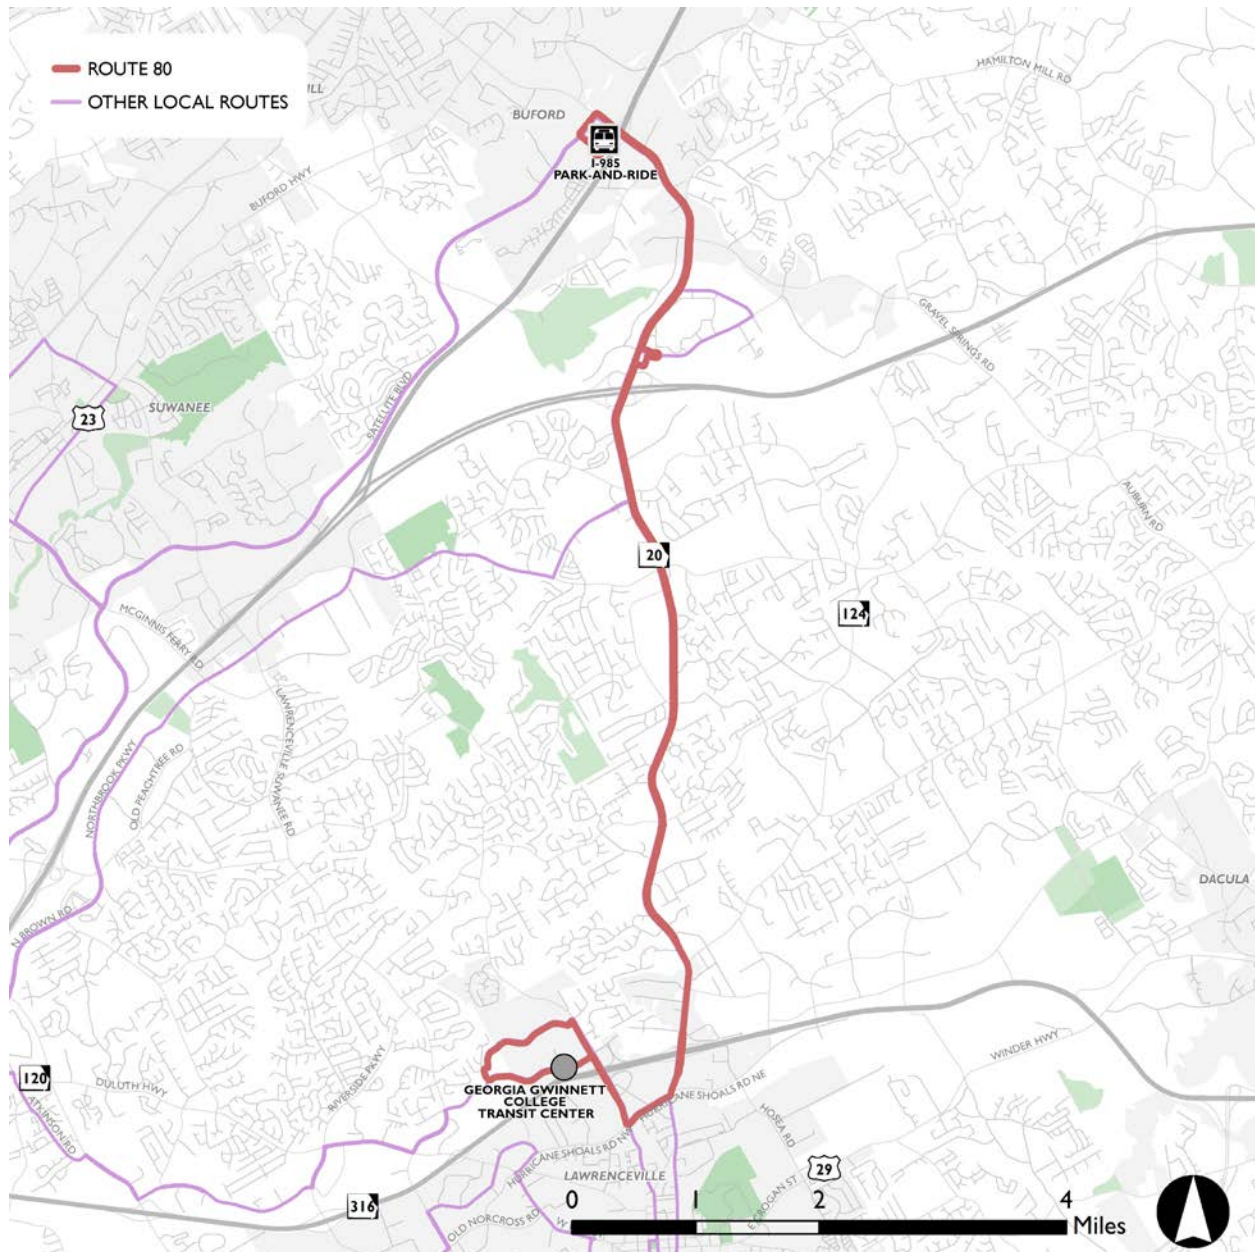 ROUTE 80
OTHER LOCAL ROUTES
ILL
BUFORD
HAMILTON MILL RD
I-985
PARK-AND-RIDE
BUFORD HWY
GRAVEL SPRINGS RD
SATELLITE BLVD
SUWANEE
23
AUBURN RD
20
124
MCGINNIS FERRY RD
LAWRENCEVILLE SUWANEE RD
OLD PEACHTREE RD
NORTHBROOK PKWY
DACULA
N BROWN RD
WINDER HWY
RIVERSIDE PKWY
120
DULUTH HWY
ATKINSON RD
GEORGIA GWINNETT
COLLEGE
TRANSIT CENTER
HURRICANE SHOALS RD NE
HOSEA RD
HURRICANE SHOALS RD NW
LAWRENCEVILLE
29
E CROGAN ST
316
OLD NORCROSS RD
W
0 1 2 4
Miles